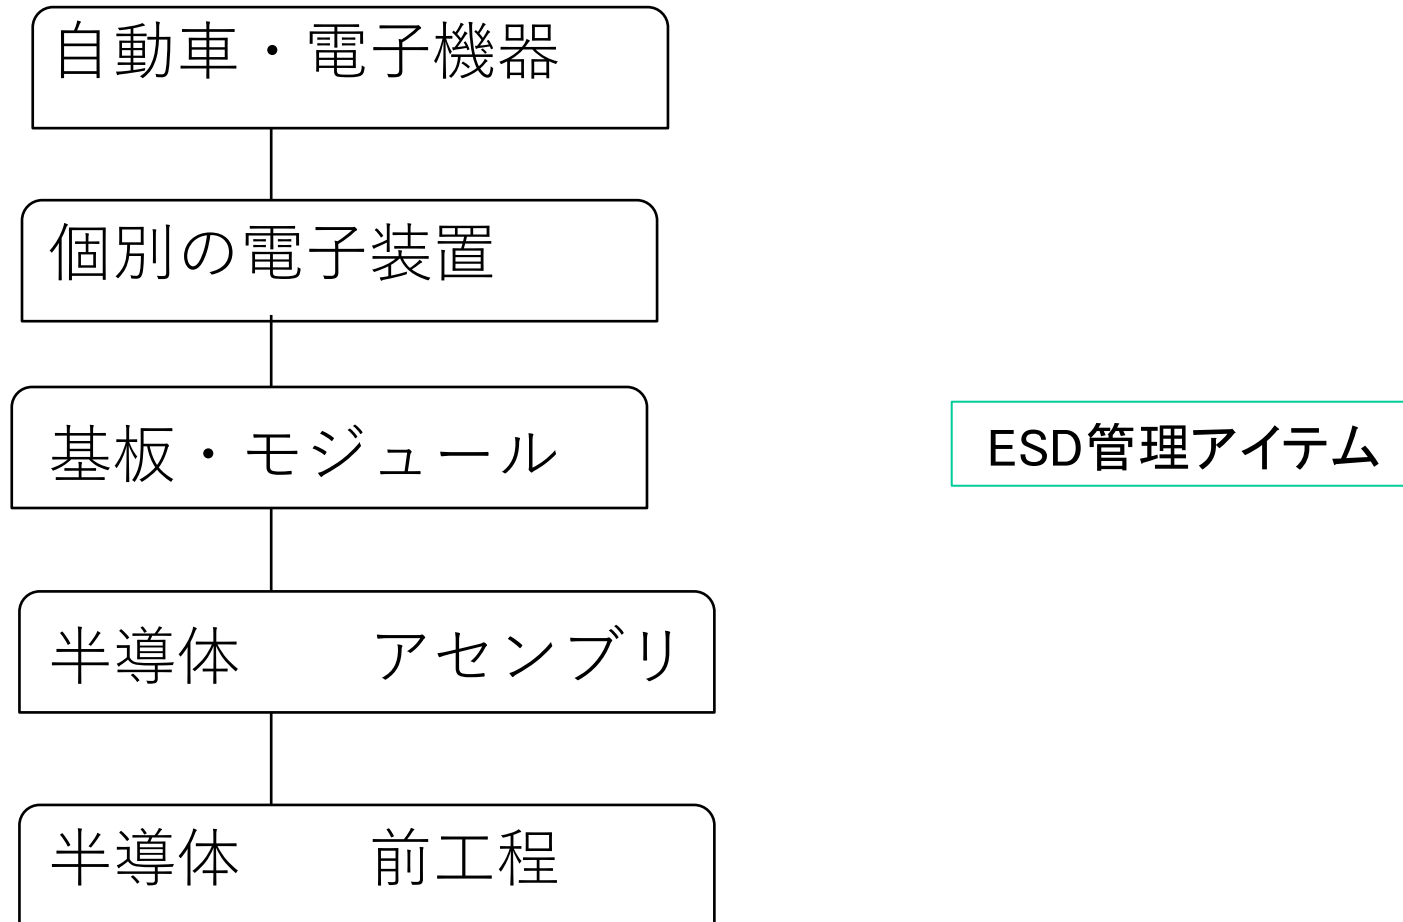 自動車・電子機器
個別の電子装置
基板・モジュール
ESD管理アイテム
半導体　　アセンブリ
半導体　　前工程